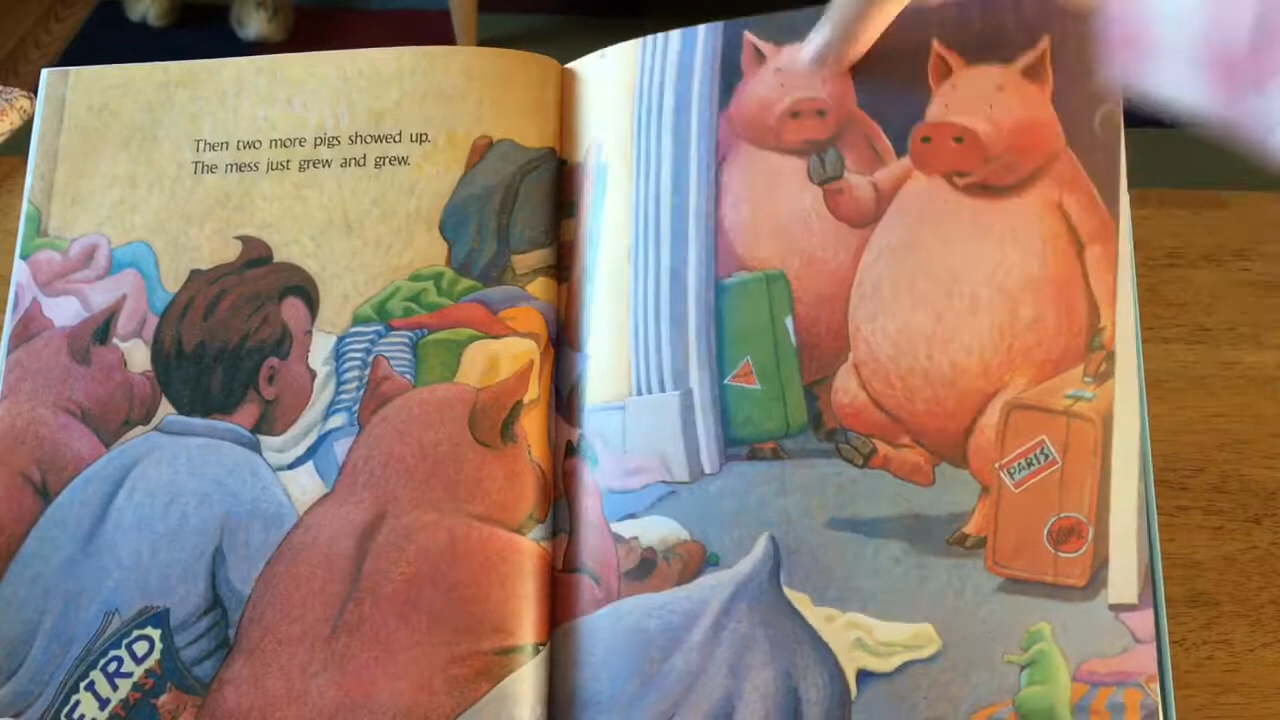 Then two more pigs showed up.
The mess just grew and grew.
PARIS